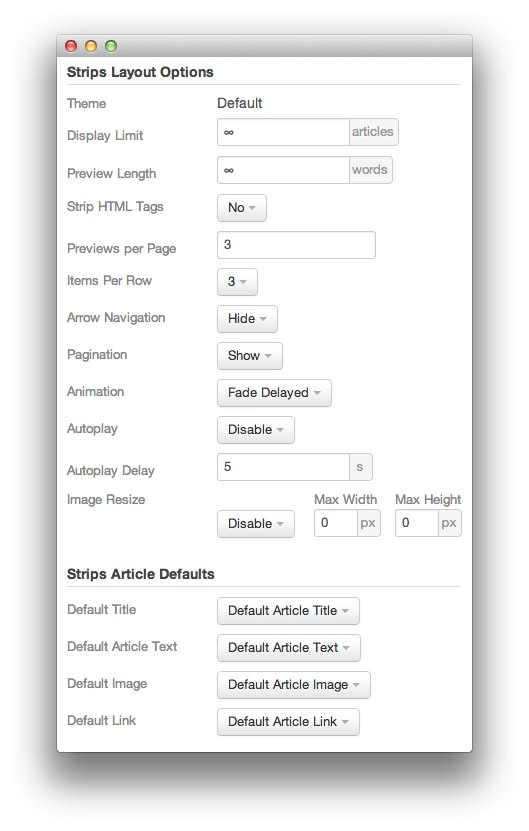 Strips Layout Options
Theme Default
Display Limit ∞ articles
Preview Length ∞ words
Strip HTML Tags No
Previews per Page 3
Items Per Row 3
Arrow Navigation Hide
Pagination Show
Animation Fade Delayed
Autoplay Disable
Autoplay Delay 5 s
Image Resize Max Width Max Height
Disable 0 px 0 px
Strips Article Defaults
Default Title Default Article Title
Default Article Text Default Article Text
Default Image Default Article Image
Default Link Default Article Link